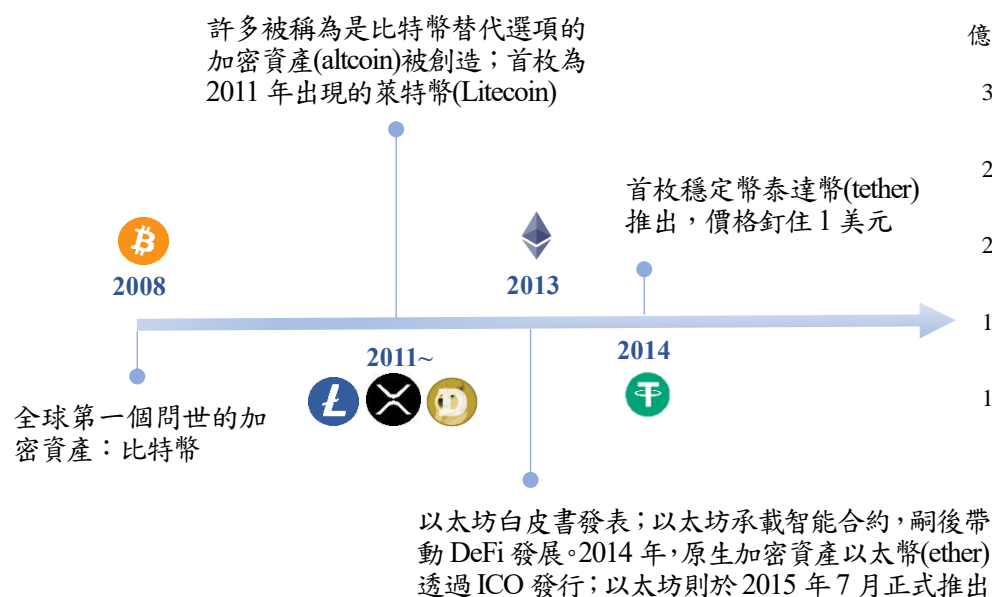 許多被稱為是比特幣替代選項的
加密資產(altcoin)被創造；首枚為
2011 年出現的萊特幣(Litecoin)
億
3
2
2
1
1
首枚穩定幣泰達幣(tether)
推出，價格釘住 1 美元
2008
2013
2011~
2014
全球第一個問世的加
密資產：比特幣
以太坊白皮書發表；以太坊承載智能合約，嗣後帶
動 DeFi 發展。2014 年，原生加密資產以太幣(ether)
透過 ICO 發行；以太坊則於 2015 年 7 月正式推出